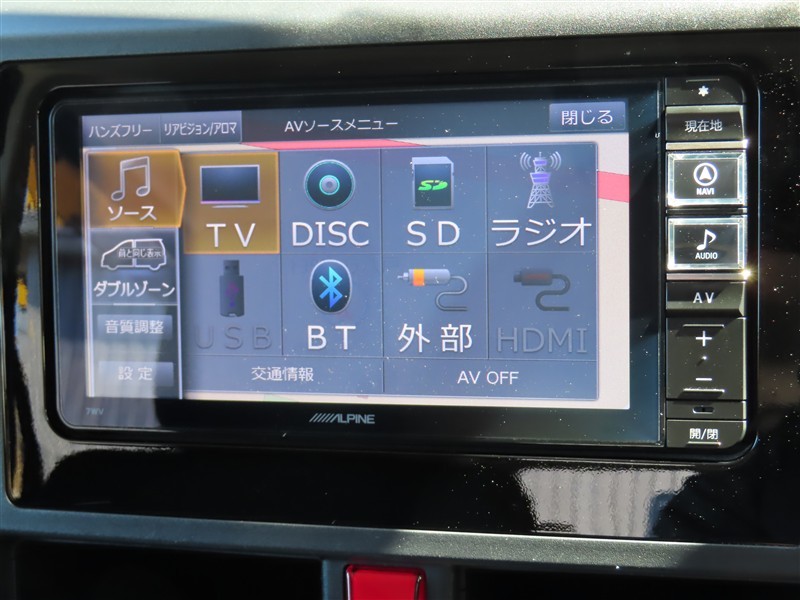 ハンズフリー リアビジョン/アロマ AVソースメニュー 閉じる
ソース
TV DISC SD ラジオ
前と同じ表示
ダブルゾーン
USB BT 外部 HDMI
音質調整
設定
交通情報 AV OFF
7WV
ALPINE
*
現在地
NAVI
AUDIO
AV
+
−
開/閉